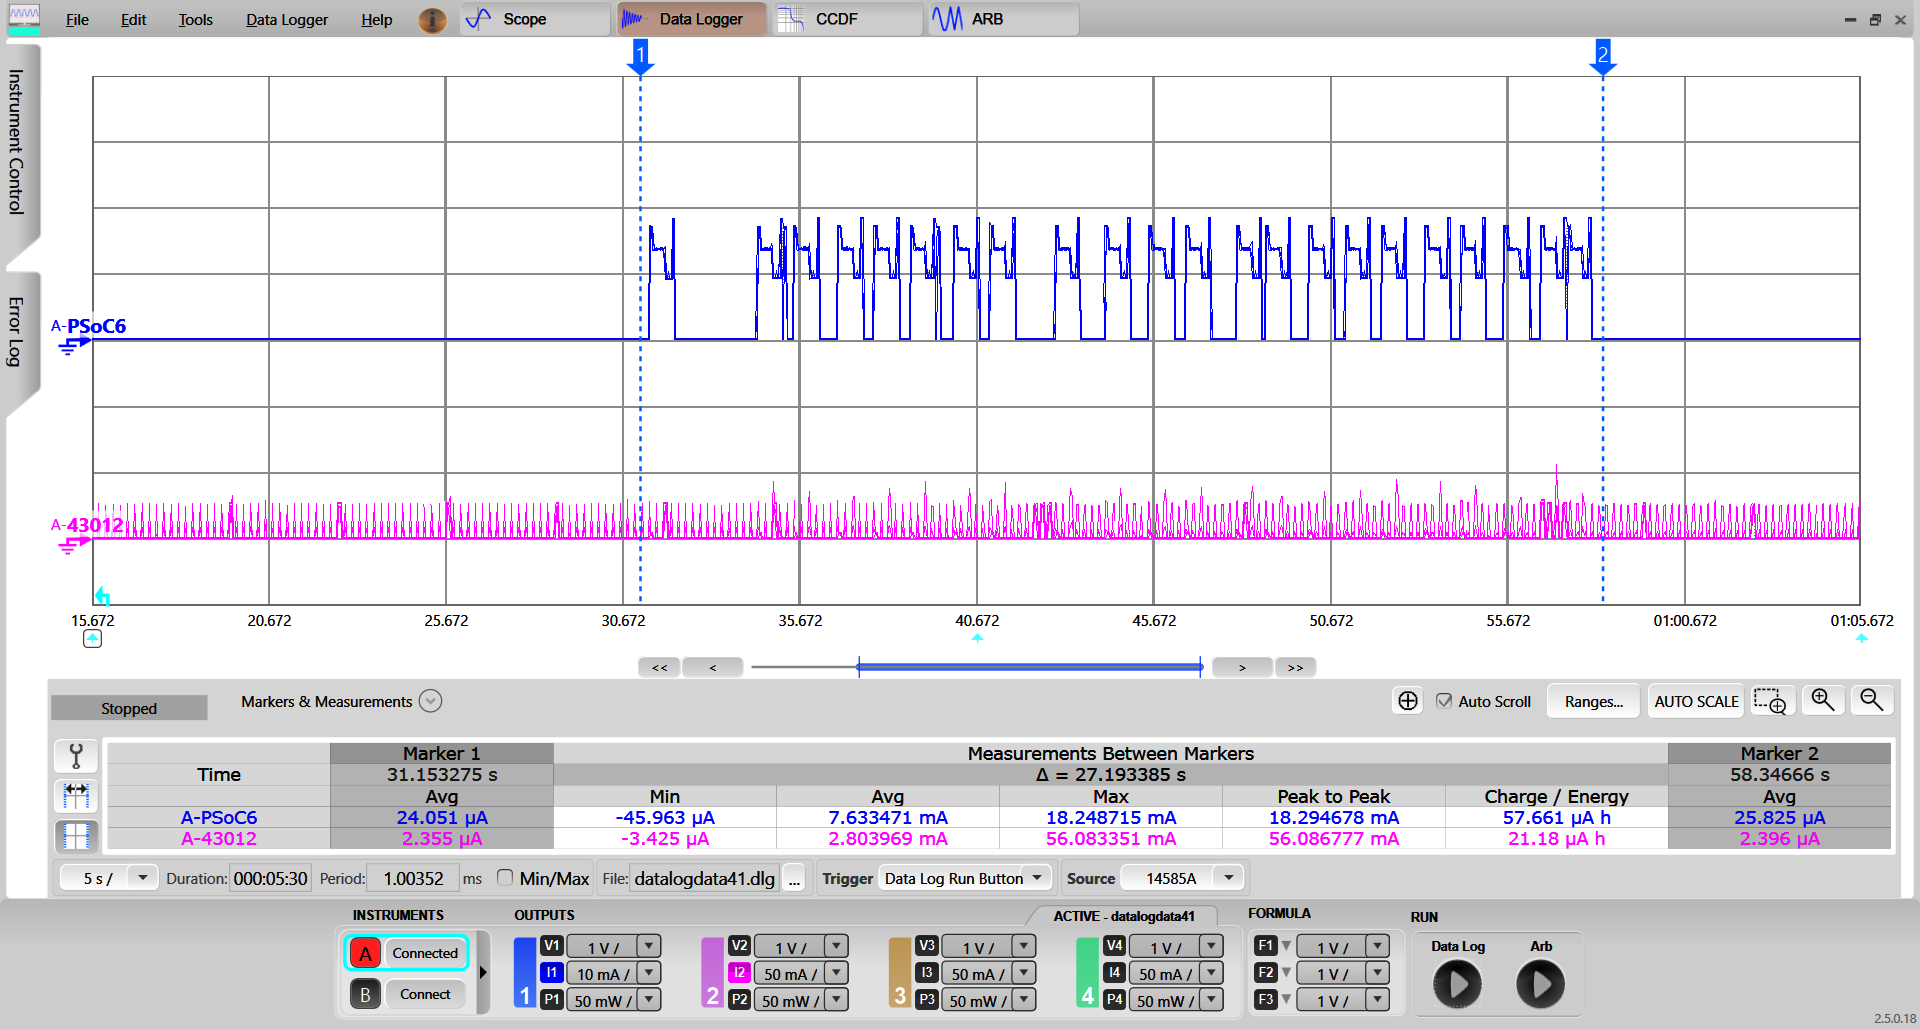 File Edit Tools Data Logger Help Scope Data Logger CCDF ARB
Instrument Control
Error Log
1 2
A-PSoC6
A-43012
15.672 20.672 25.672 30.672 35.672 40.672 45.672 50.672 55.672 01:00.672 01:05.672
<< < > >>
Stopped Markers & Measurements Auto Scroll Ranges... AUTO SCALE
Marker 1 Measurements Between Markers Marker 2
Time 31.153275 s Δ = 27.193385 s 58.34666 s
Avg Min Avg Max Peak to Peak Charge / Energy Avg
A-PSoC6 24.051 µA -45.963 µA 7.633471 mA 18.248715 mA 18.294678 mA 57.661 µA h 25.825 µA
A-43012 2.355 µA -3.425 µA 2.803969 mA 56.083351 mA 56.086777 mA 21.18 µA h 2.396 µA
5 s / Duration: 000:05:30 Period: 1.00352 ms Min/Max File: datalogdata41.dlg ... Trigger Data Log Run Button Source 14585A
INSTRUMENTS OUTPUTS ACTIVE - datalogdata41 FORMULA RUN
A Connected V1 1 V / V2 1 V / V3 1 V / V4 1 V / F1 1 V / Data Log Arb
I1 10 mA / I2 50 mA / I3 50 mA / I4 50 mA / F2 1 V /
B Connect 1 P1 50 mW / 2 P2 50 mW / 3 P3 50 mW / 4 P4 50 mW / F3 1 V /
2.5.0.18